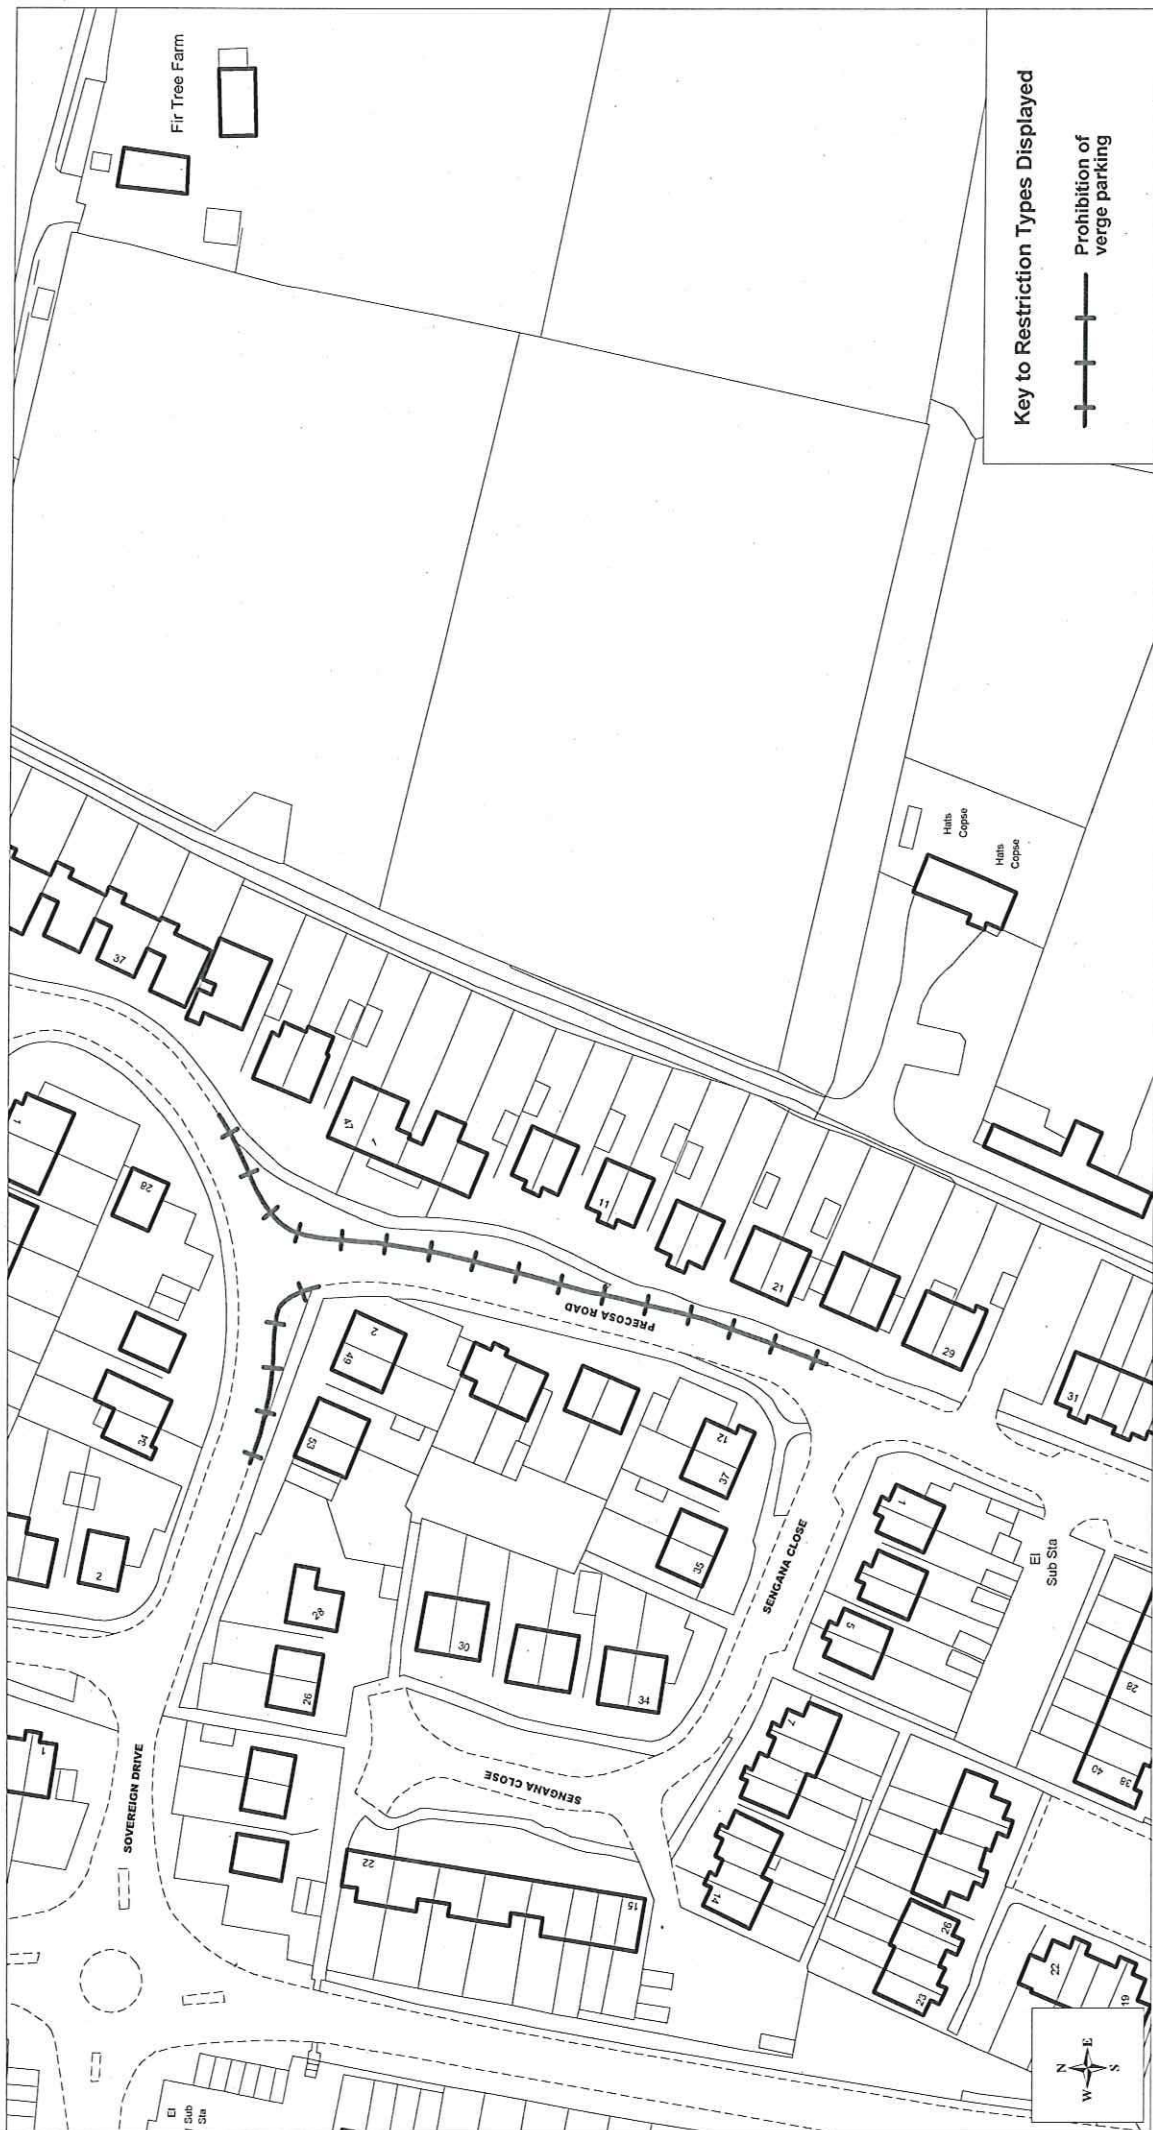 Fir Tree Farm
Key to Restriction Types Displayed
Prohibition of
verge parking
Hats
Copse
Hats
Copse
37
1
28
47
1
11
21
29
31
PRECOSA ROAD
2
49
53
12
37
35
34
2
SENGANA CLOSE
1
5
El
Sub Sta
28
38
40
30
34
28
26
7
14
SENGANA CLOSE
22
15
SOVEREIGN DRIVE
1
26
23
22
19
El
Sub
Sta
N
E
S
W